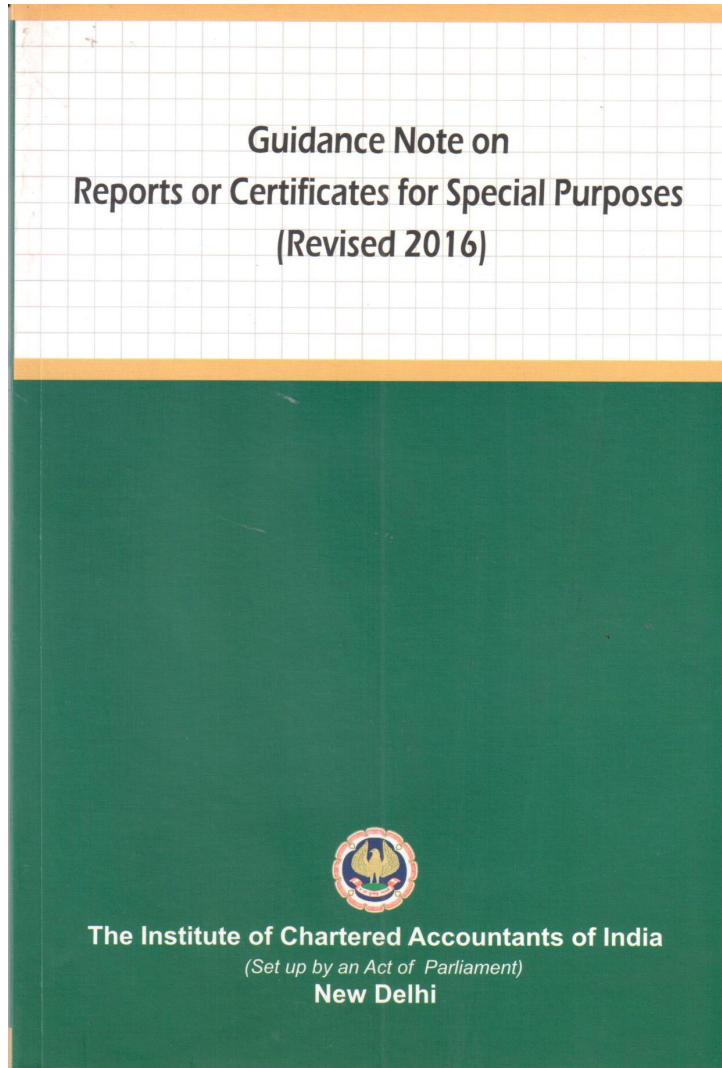 Guidance Note on
Reports or Certificates for Special Purposes
(Revised 2016)
The Institute of Chartered Accountants of India
(Set up by an Act of Parliament)
New Delhi